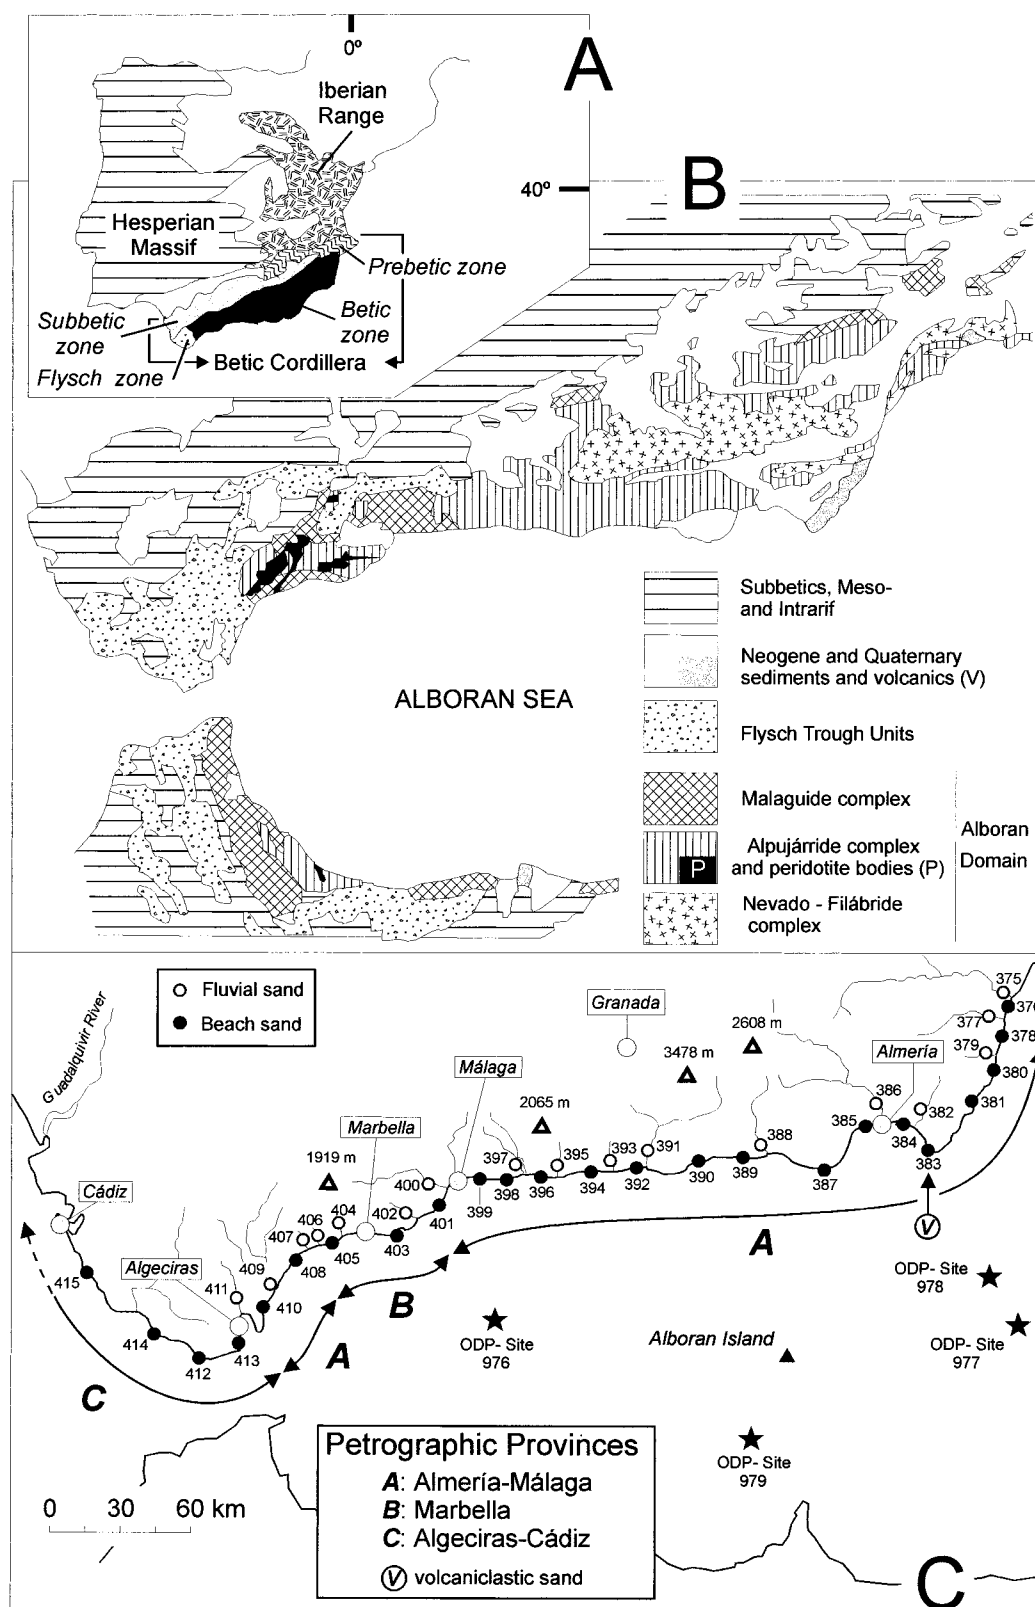 0º
A
Iberian
Range
40º
B
Hesperian
Massif
Prebetic zone
Subbetic
zone
Betic
zone
Flysch zone
Betic Cordillera
Subbetics, Meso-
and Intrarif
Neogene and Quaternary
sediments and volcanics (V)
ALBORAN SEA
Flysch Trough Units
Malaguide complex
Alboran
Domain
Alpujárride complex
and peridotite bodies (P)
P
Nevado - Filábride
complex
Fluvial sand
Beach sand
Guadalquivir River
Granada
2608 m
3478 m
Almería
Málaga
2065 m
Marbella
1919 m
Cádiz
Algeciras
375
376
377
378
379
380
381
382
383
384
385
386
387
388
389
390
391
392
393
394
395
396
397
398
399
400
401
402
403
404
405
406
407
408
409
410
411
412
413
414
415
V
A
B
A
C
ODP- Site
978
ODP- Site
977
ODP- Site
976
Alboran Island
ODP- Site
979
0 30 60 km
Petrographic Provinces
A: Almería-Málaga
B: Marbella
C: Algeciras-Cádiz
V volcaniclastic sand
C